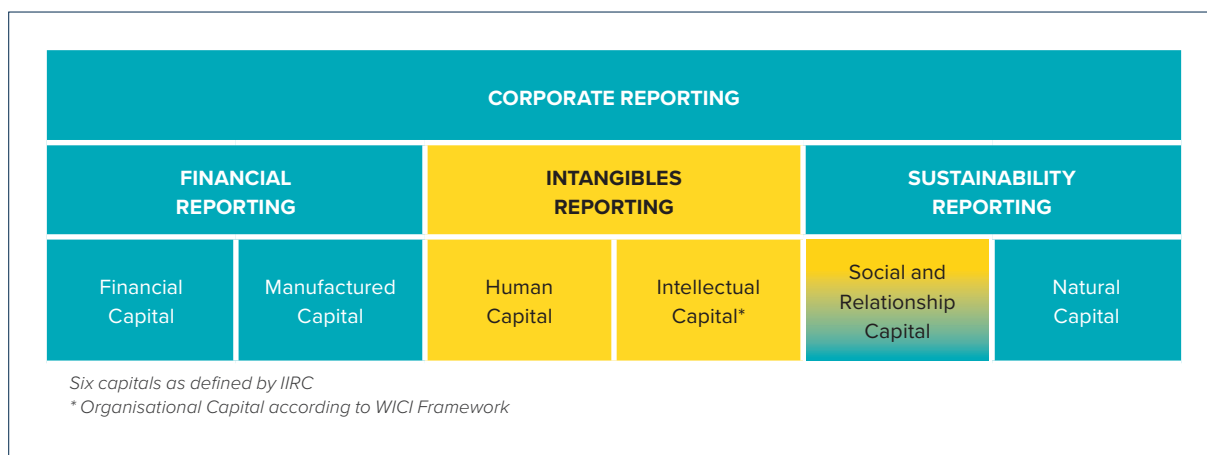 CORPORATE REPORTING
FINANCIAL
REPORTING
INTANGIBLES
REPORTING
SUSTAINABILITY
REPORTING
Financial
Capital
Manufactured
Capital
Human
Capital
Intellectual
Capital*
Social and
Relationship
Capital
Natural
Capital
Six capitals as defined by IIRC
* Organisational Capital according to WICI Framework